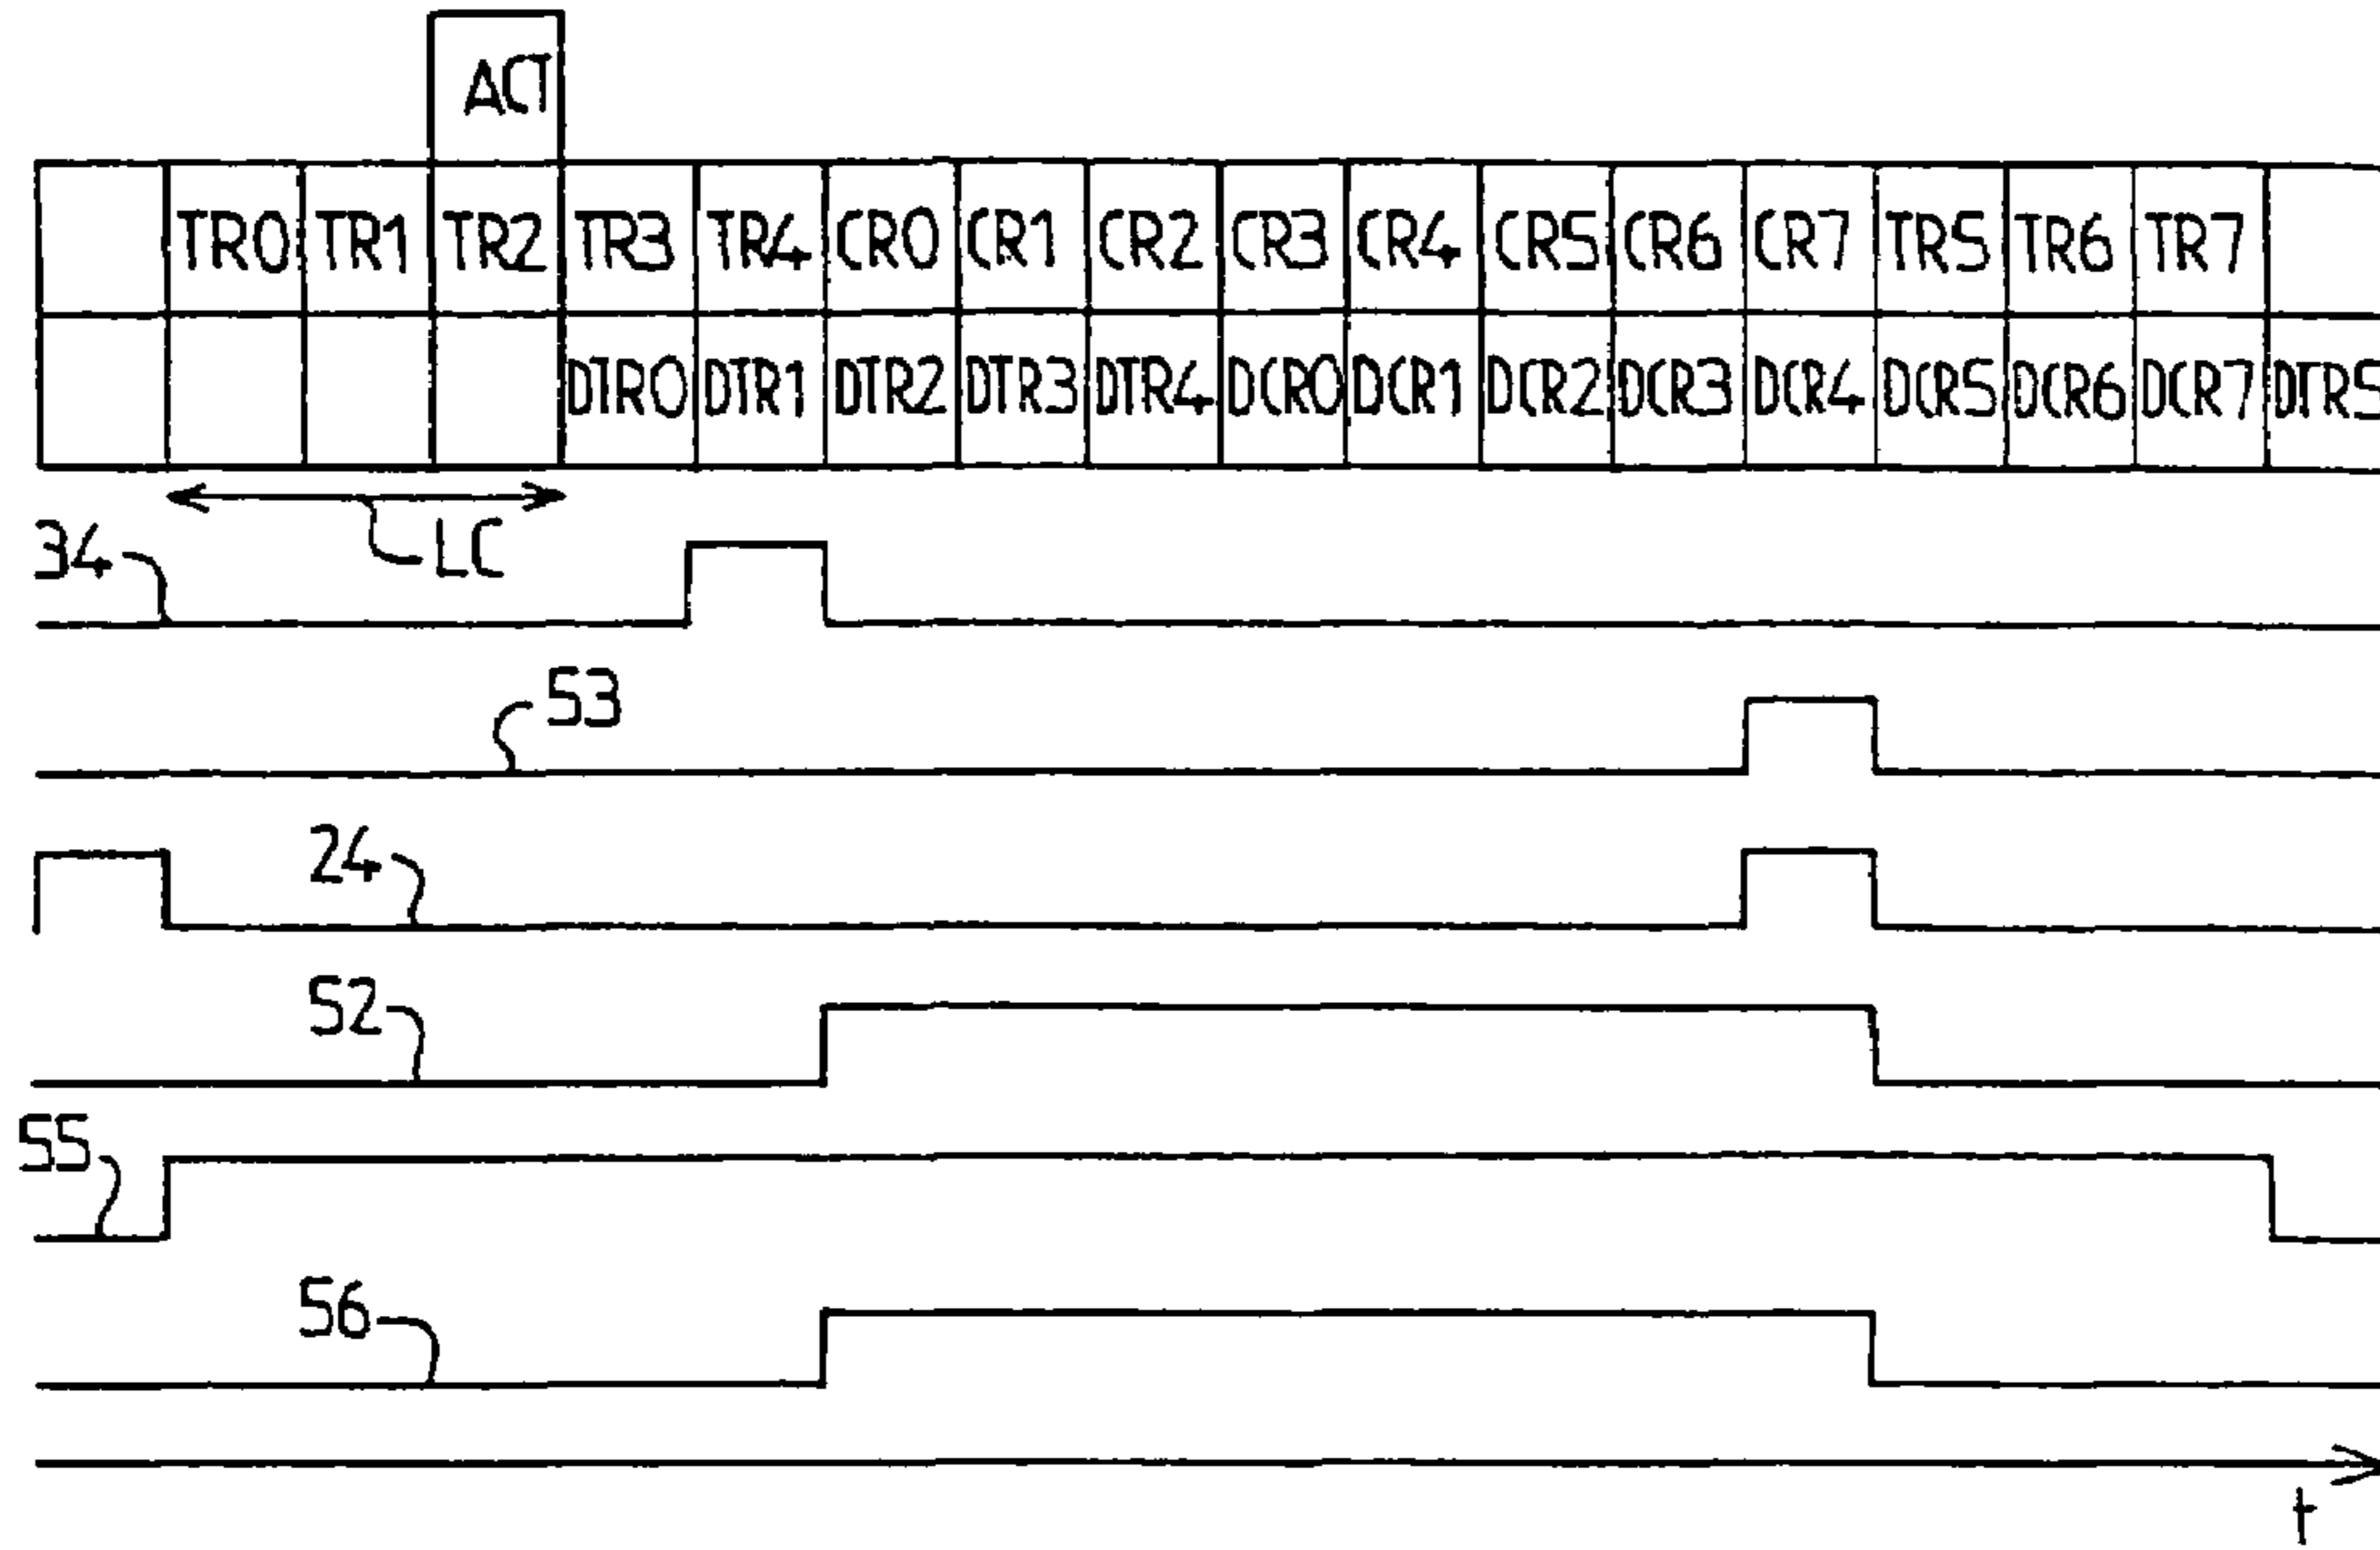 ACT
TR0 TR1 TR2 TR3 TR4 CR0 CR1 CR2 CR3 CR4 CR5 CR6 CR7 TR5 TR6 TR7
DTR0 DTR1 DTR2 DTR3 DTR4 DCR0 DCR1 DCR2 DCR3 DCR4 DCR5 DCR6 DCR7 DTR5
LC
34
53
24
52
55
56
t